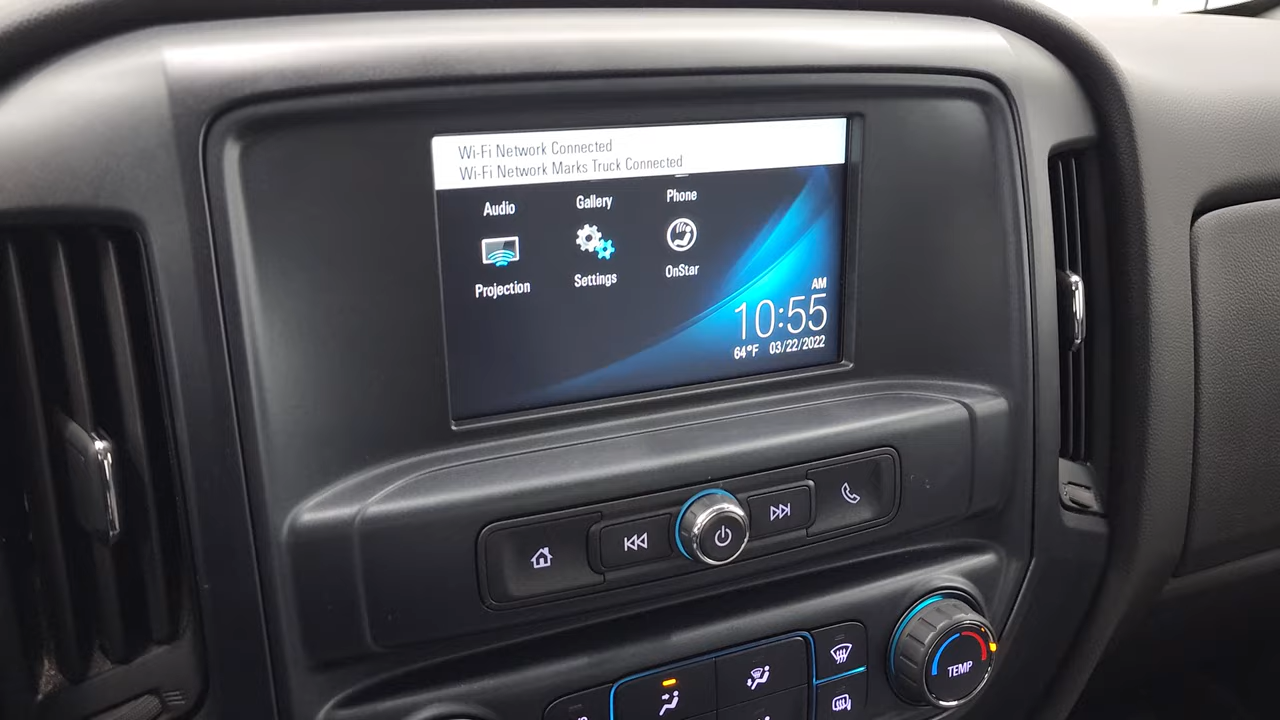 Wi-Fi Network Connected
Wi-Fi Network Marks Truck Connected
Audio Gallery Phone
Projection Settings OnStar
AM
10:55
64°F 03/22/2022
TEMP